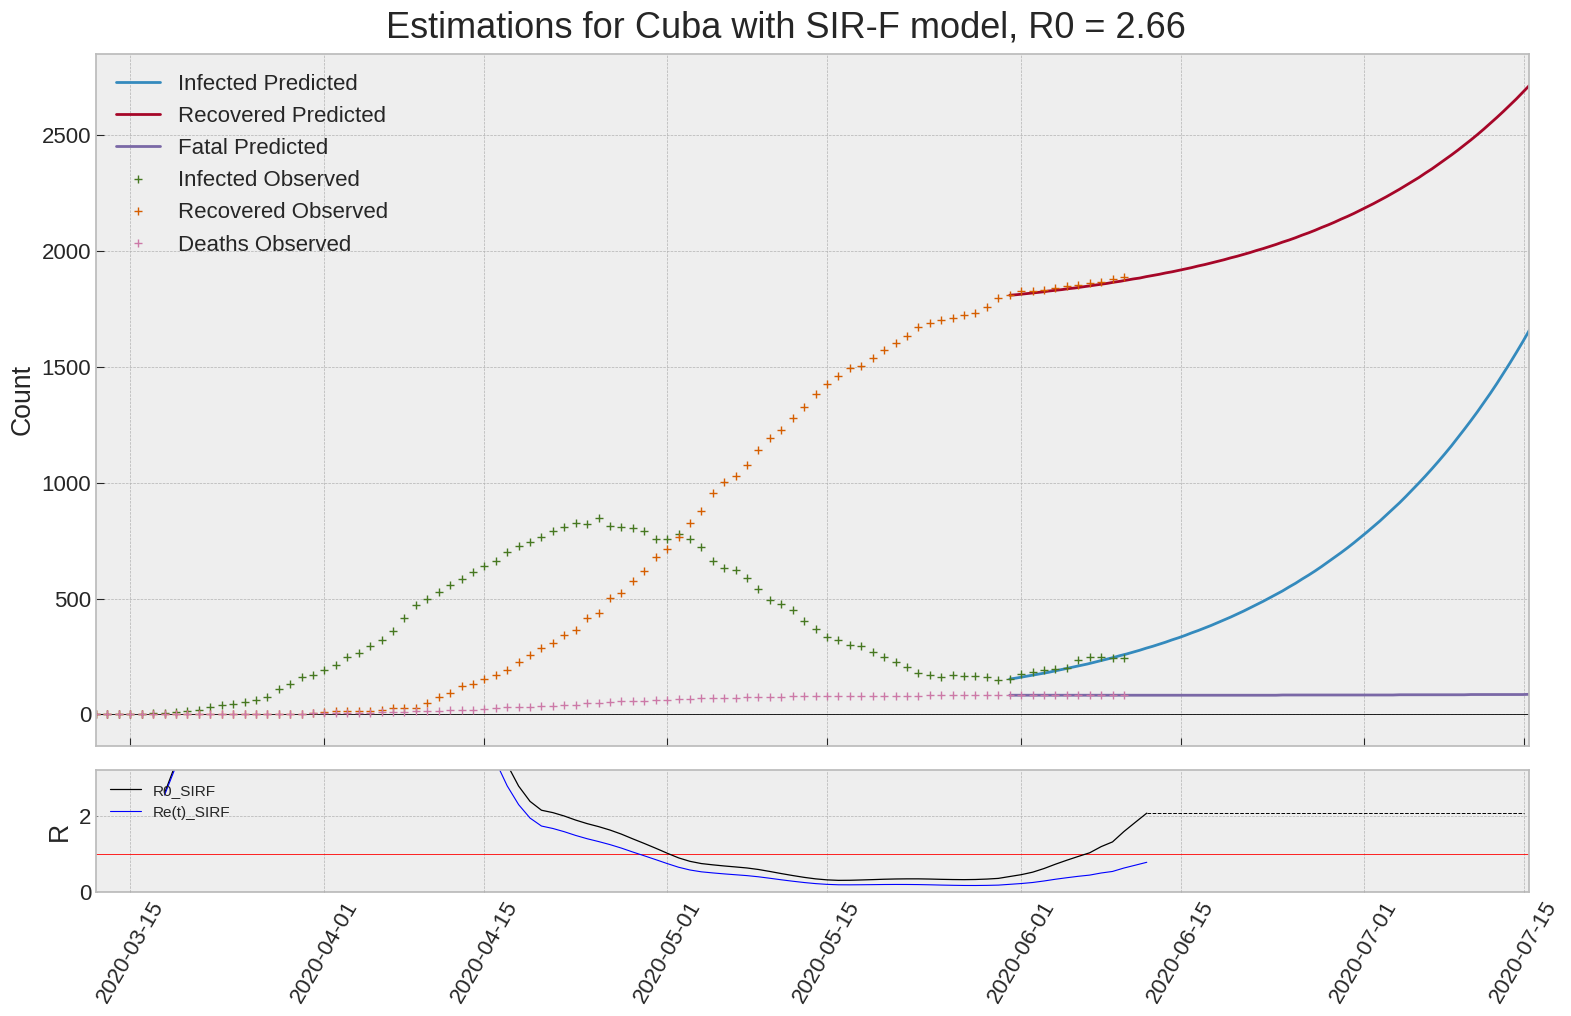 Estimations for Cuba with SIR-F model, R0 = 2.66
Infected Predicted
Recovered Predicted
Fatal Predicted
Infected Observed
Recovered Observed
Deaths Observed
2500
2000
1500
1000
500
0
Count
R0_SIRF
Re(t)_SIRF
2
0
R
2020-03-15
2020-04-01
2020-04-15
2020-05-01
2020-05-15
2020-06-01
2020-06-15
2020-07-01
2020-07-15